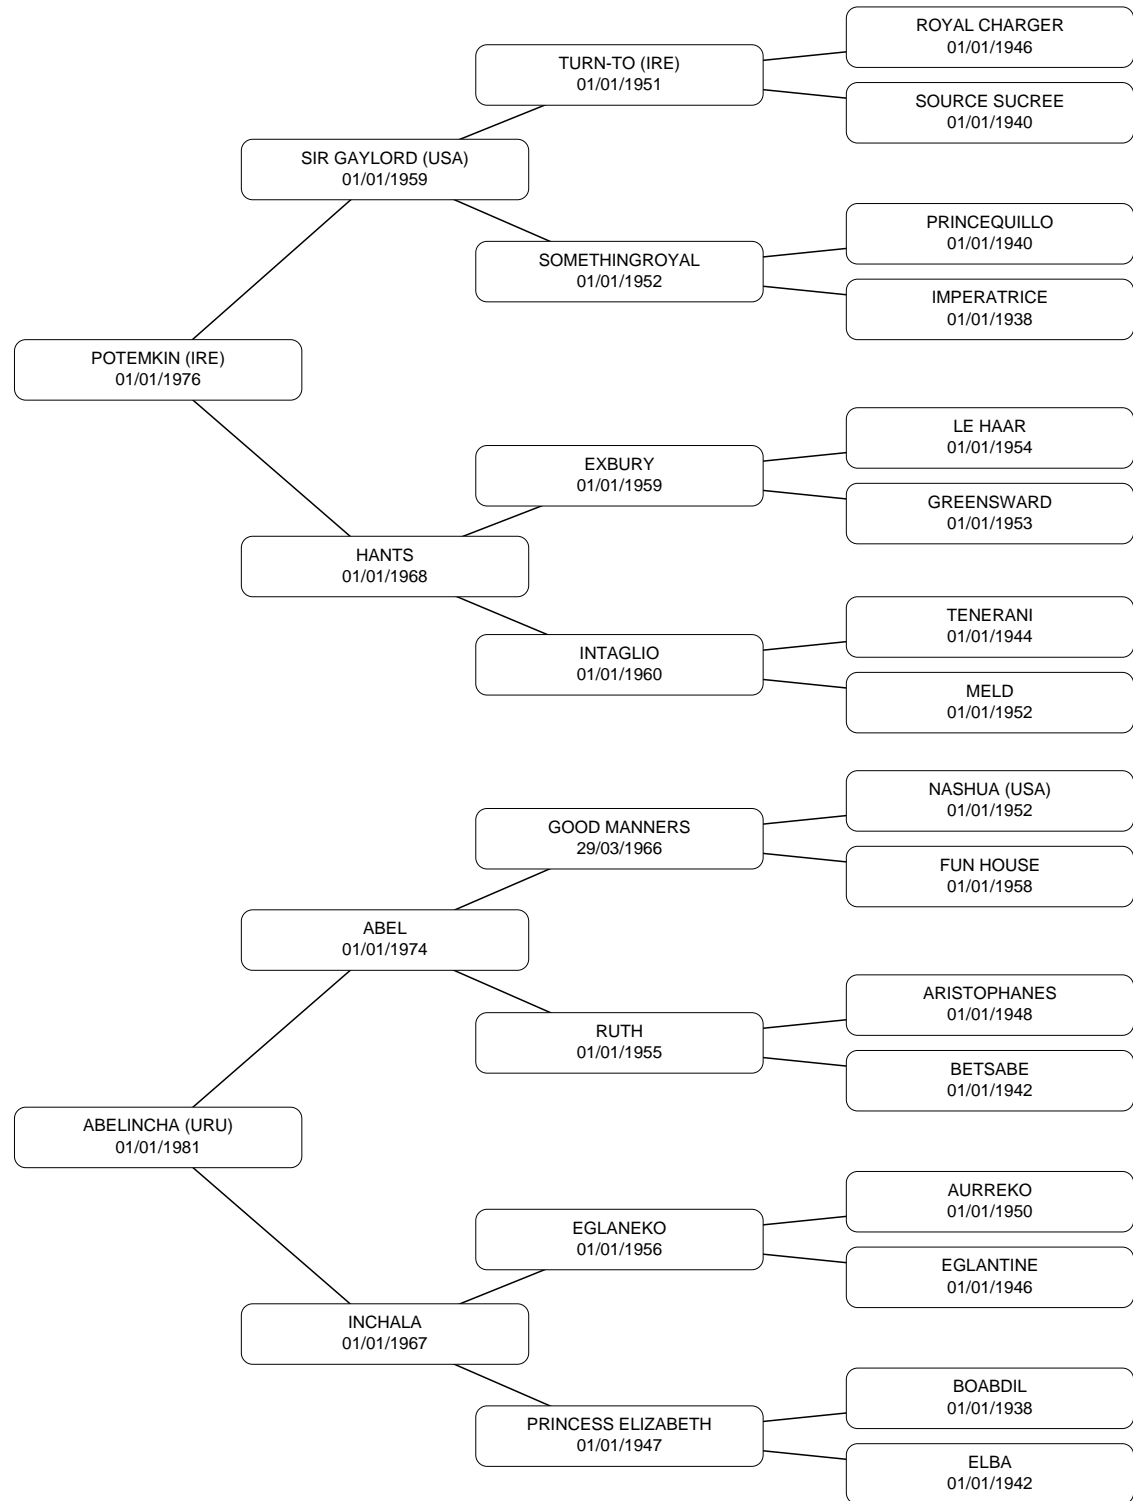 ROYAL CHARGER
01/01/1946
TURN-TO (IRE)
01/01/1951
SOURCE SUCREE
01/01/1940
SIR GAYLORD (USA)
01/01/1959
PRINCEQUILLO
01/01/1940
SOMETHINGROYAL
01/01/1952
IMPERATRICE
01/01/1938
POTEMKIN (IRE)
01/01/1976
LE HAAR
01/01/1954
EXBURY
01/01/1959
GREENSWARD
01/01/1953
HANTS
01/01/1968
TENERANI
01/01/1944
INTAGLIO
01/01/1960
MELD
01/01/1952
NASHUA (USA)
01/01/1952
GOOD MANNERS
29/03/1966
FUN HOUSE
01/01/1958
ABEL
01/01/1974
ARISTOPHANES
01/01/1948
RUTH
01/01/1955
BETSABE
01/01/1942
ABELINCHA (URU)
01/01/1981
AURREKO
01/01/1950
EGLANEKO
01/01/1956
EGLANTINE
01/01/1946
INCHALA
01/01/1967
BOABDIL
01/01/1938
PRINCESS ELIZABETH
01/01/1947
ELBA
01/01/1942